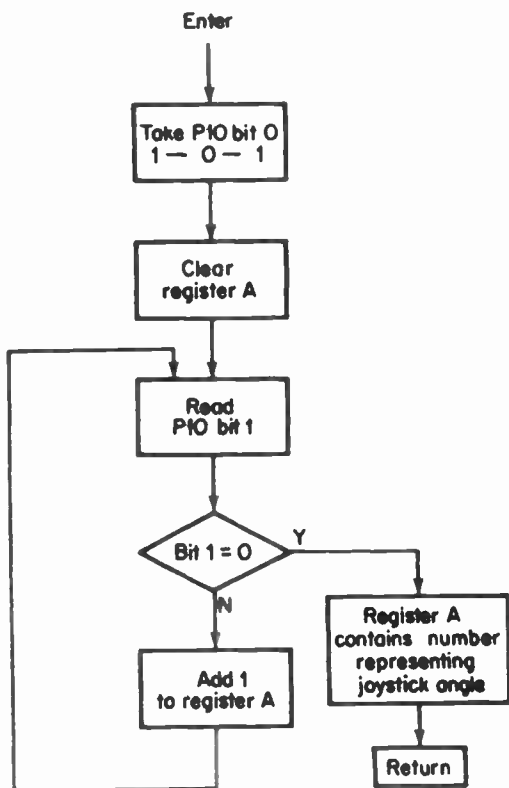 Enter
Take PIO bit 0
1 — 0 — 1
Clear
register A
Read
PIO bit 1
Bit 1 = 0
Y
N
Register A
contains number
representing
joystick angle
Add 1
to register A
Return